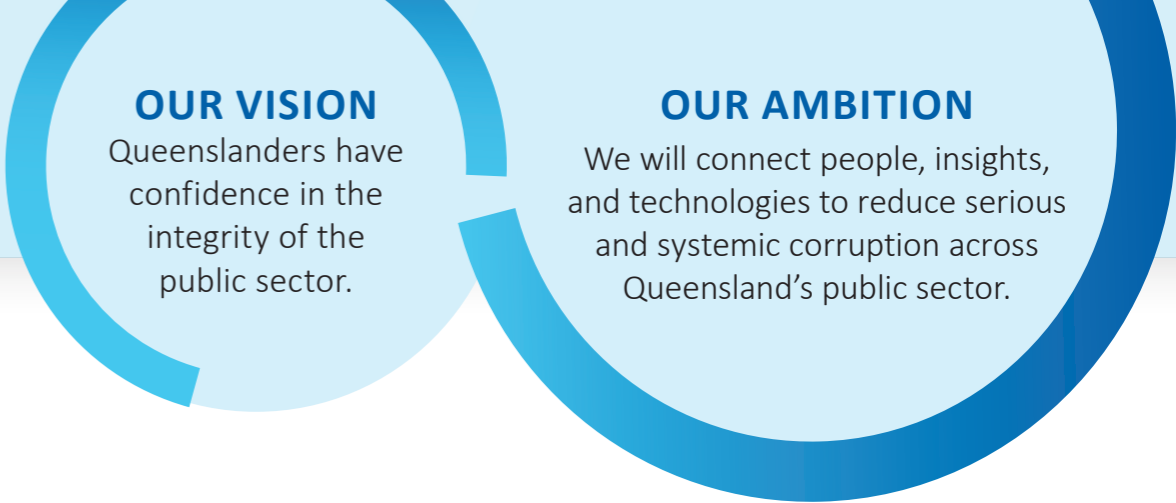 OUR VISION
Queenslanders have
confidence in the
integrity of the
public sector.
OUR AMBITION
We will connect people, insights,
and technologies to reduce serious
and systemic corruption across
Queensland’s public sector.